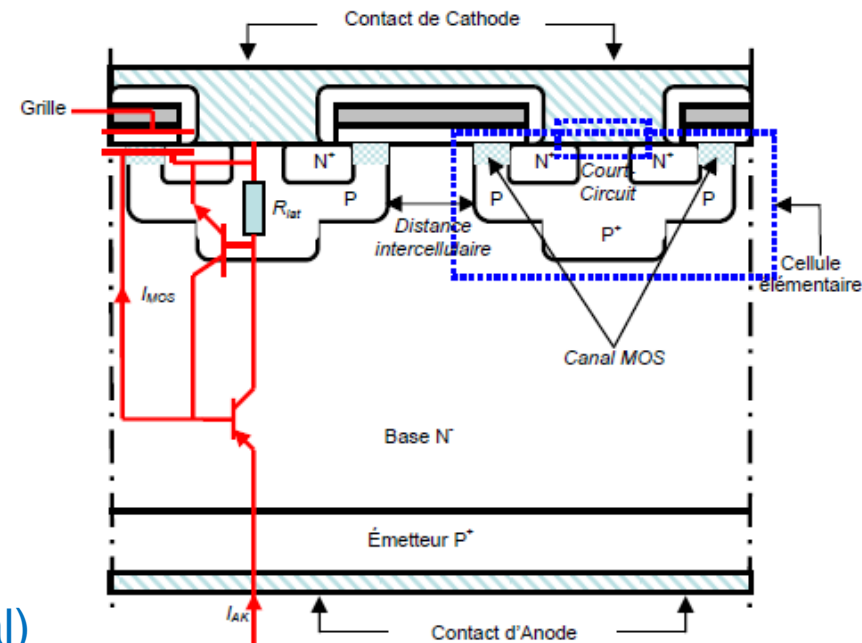 Contact de Cathode
Grille
N⁺
N⁺
N⁺
Court-
Circuit
R_lat
P
P
P
Distance
intercellulaire
P⁺
Cellule
élémentaire
I_MOS
Canal MOS
Base N⁻
Émetteur P⁺
I_AK
al)
Contact d'Anode